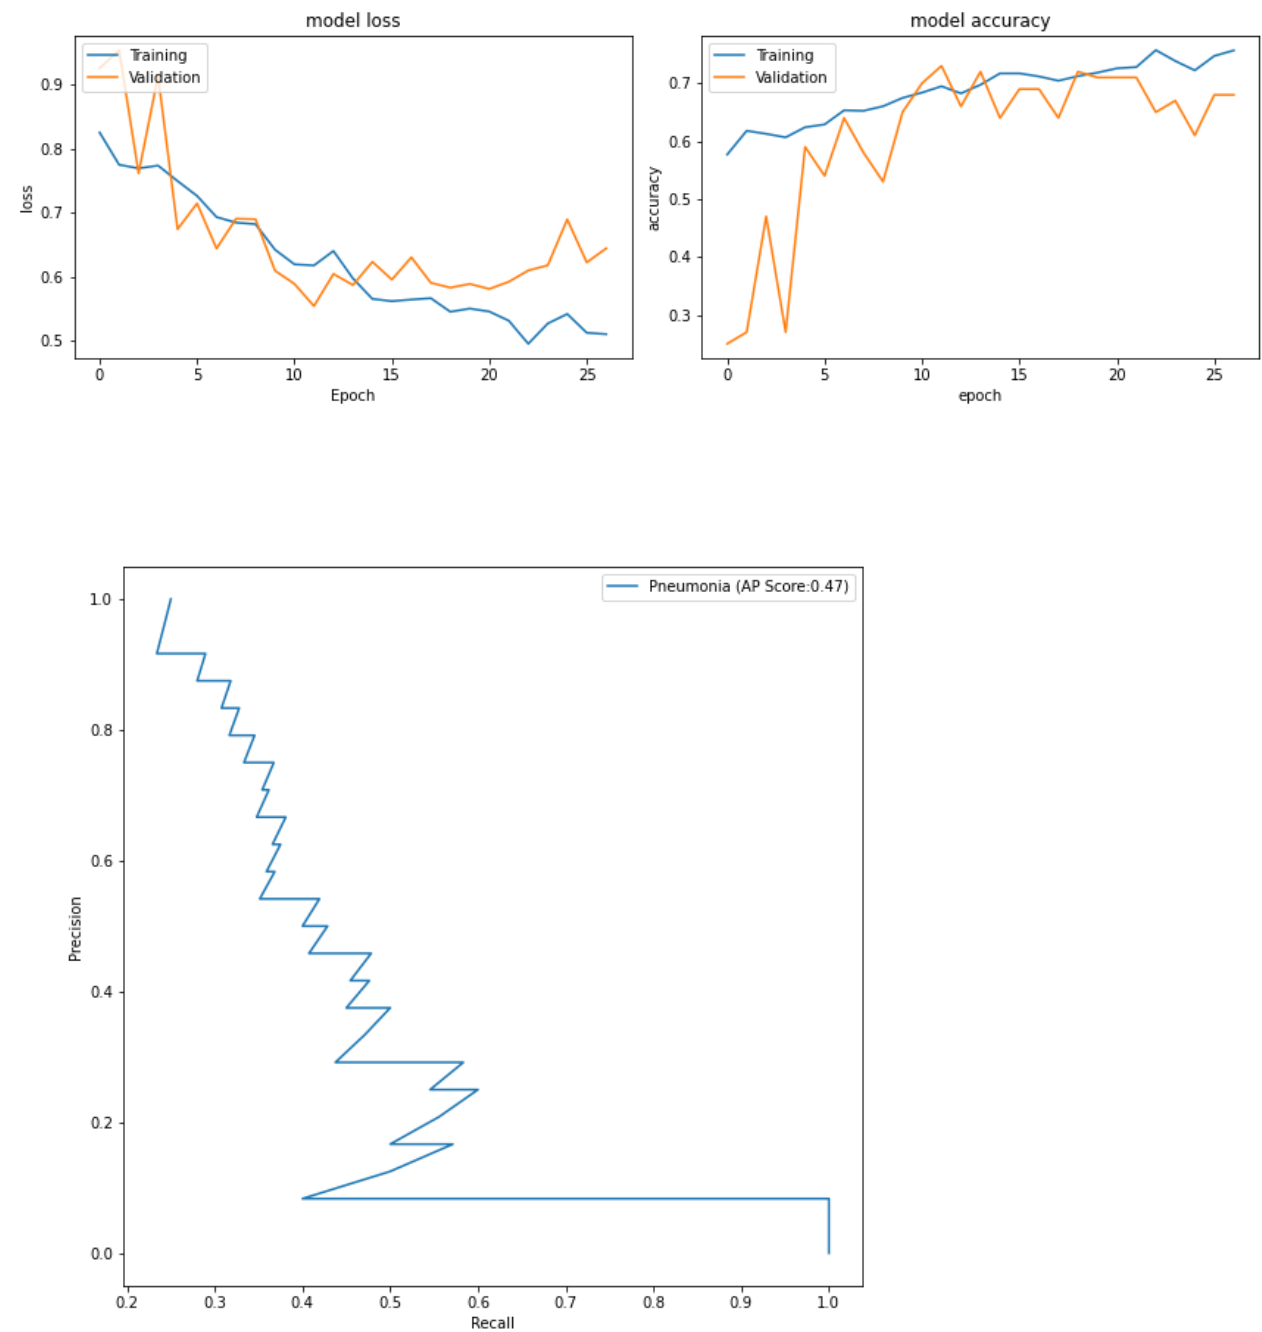 model loss
Training
Validation
0.9
0.8
0.7
0.6
0.5
loss
0 5 10 15 20 25
Epoch
model accuracy
Training
Validation
0.7
0.6
0.5
0.4
0.3
accuracy
0 5 10 15 20 25
epoch
Pneumonia (AP Score:0.47)
1.0
0.8
0.6
0.4
0.2
0.0
Precision
0.2 0.3 0.4 0.5 0.6 0.7 0.8 0.9 1.0
Recall